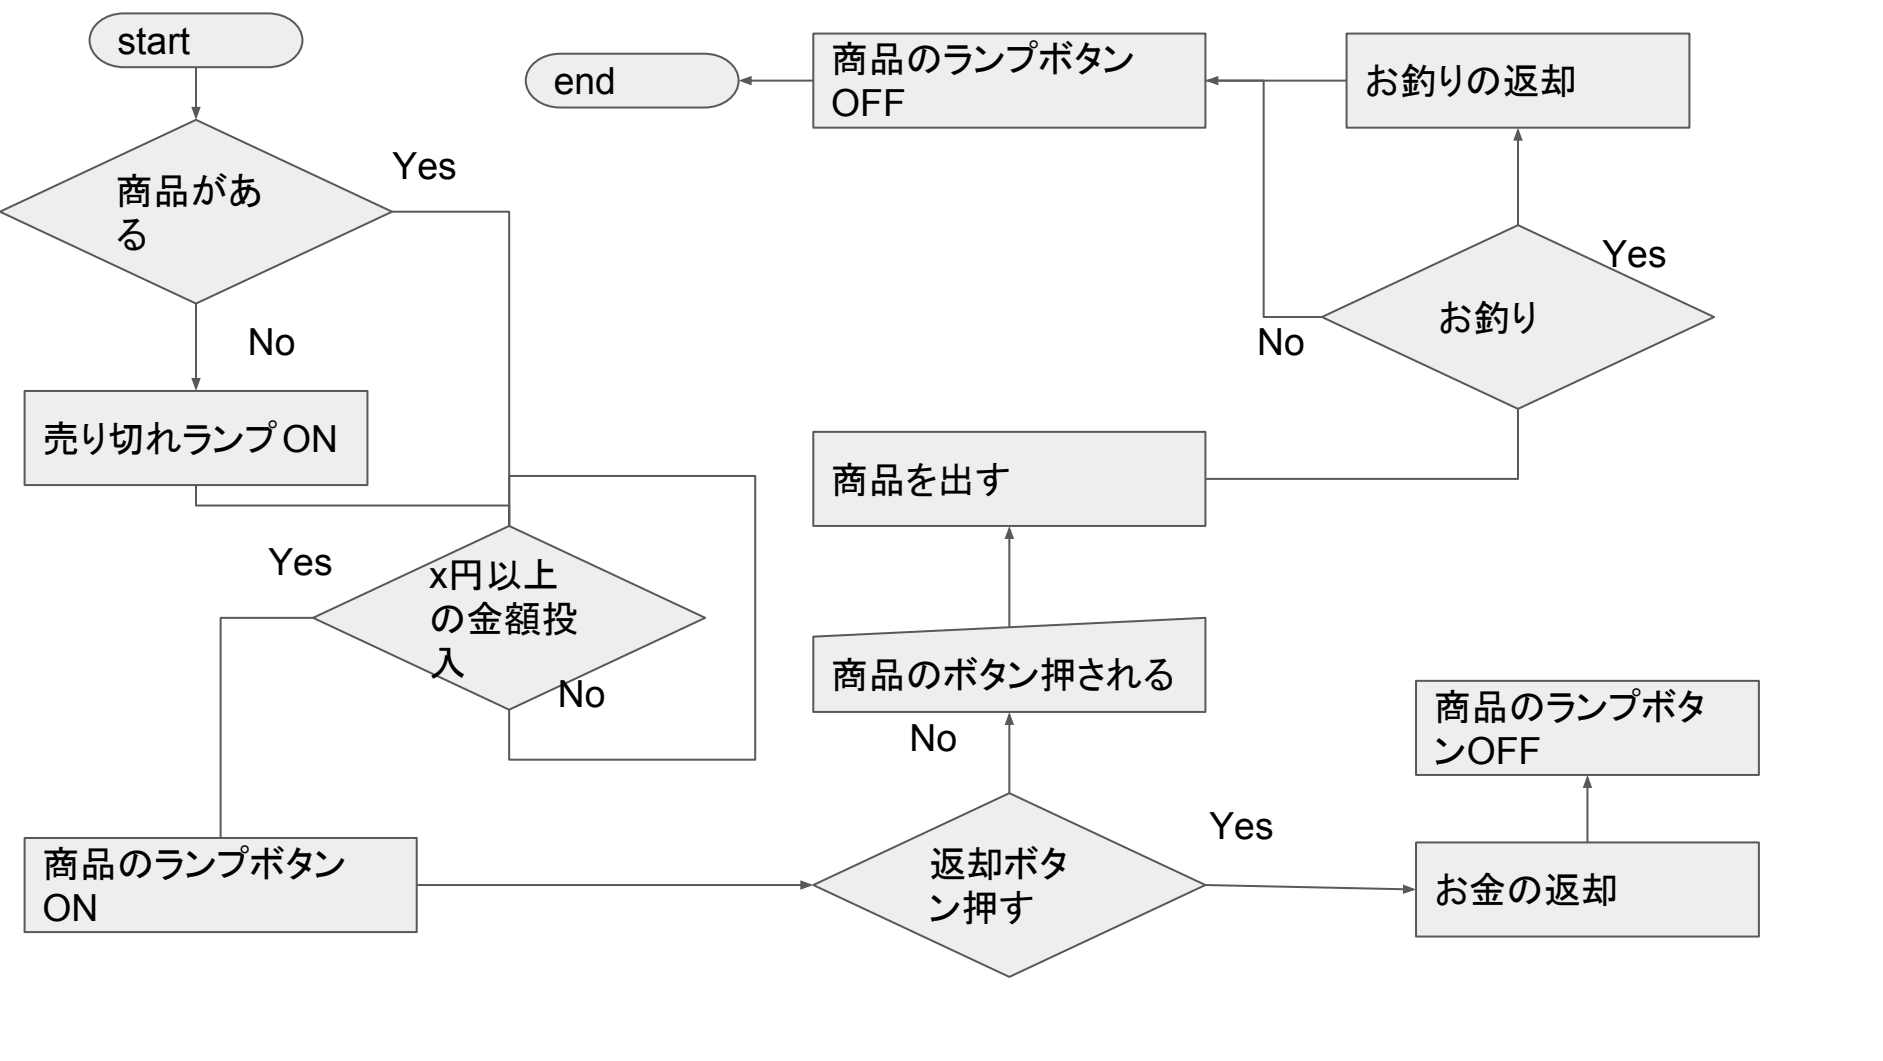 start
商品があ
る
Yes
No
売り切れランプON
x円以上
の金額投
入
Yes
No
商品のランプボタン
ON
返却ボタ
ン押す
Yes
No
お金の返却
商品のランプボタ
ンOFF
商品のボタン押される
商品を出す
お釣り
Yes
No
お釣りの返却
商品のランプボタン
OFF
end